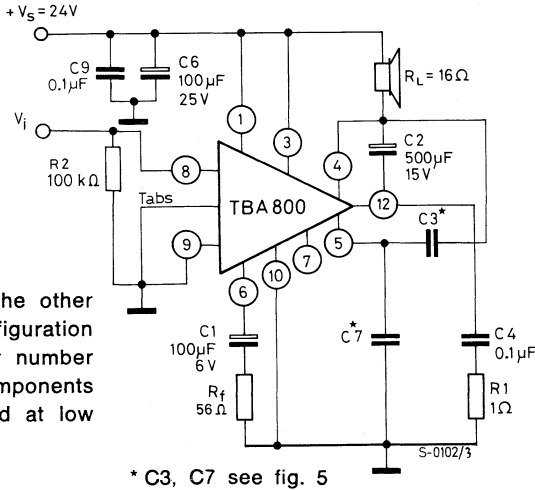 + Vs = 24V
C9
0.1µF
C6
100µF
25V
RL = 16Ω
Vi
R2
100 kΩ
Tabs
1
3
4
8
TBA 800
12
9
5
7
10
6
C2
500µF
15V
C3*
C1
100µF
6V
Rf
56Ω
C*7
C4
0.1µF
R1
1Ω
S-0102/3
he other
figuration
number
mponents
d at low
* C3, C7 see fig. 5